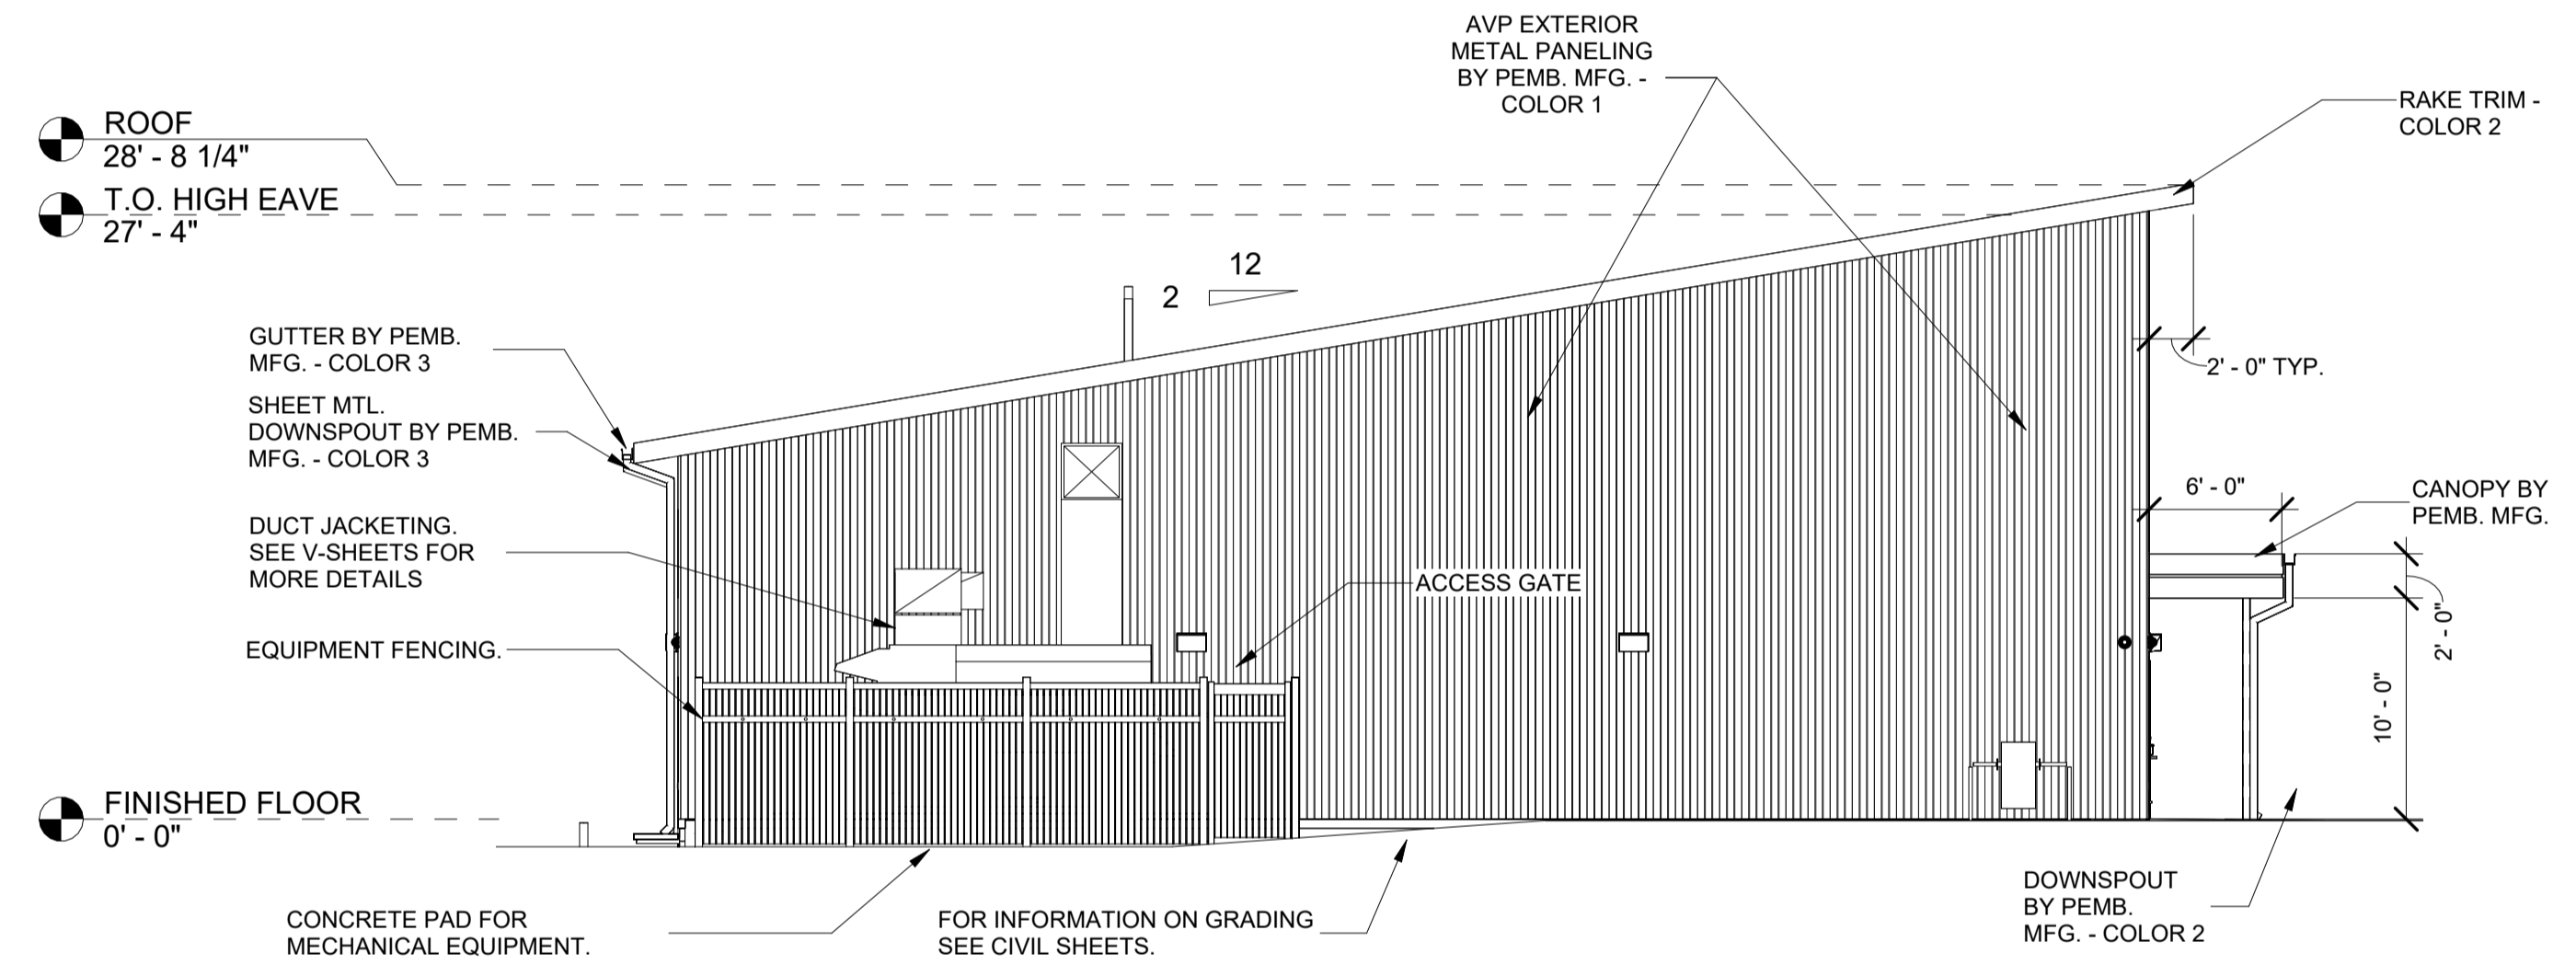 AVP EXTERIOR
METAL PANELING
BY PEMB. MFG. -
COLOR 1
RAKE TRIM -
COLOR 2
ROOF
28' - 8 1/4"
T.O. HIGH EAVE
27' - 4"
12
2
GUTTER BY PEMB.
MFG. - COLOR 3
2' - 0" TYP.
SHEET MTL.
DOWNSPOUT BY PEMB.
MFG. - COLOR 3
6' - 0"
CANOPY BY
PEMB. MFG.
DUCT JACKETING.
SEE V-SHEETS FOR
MORE DETAILS
ACCESS GATE
2' - 0"
EQUIPMENT FENCING.
10' - 0"
FINISHED FLOOR
0' - 0"
CONCRETE PAD FOR
MECHANICAL EQUIPMENT.
FOR INFORMATION ON GRADING
SEE CIVIL SHEETS.
DOWNSPOUT
BY PEMB.
MFG. - COLOR 2